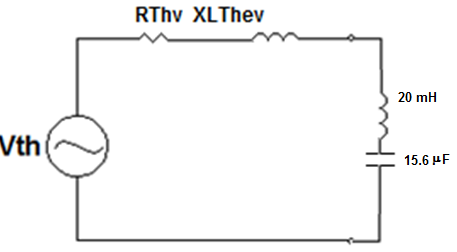 RThv XLThev
20 mH
Vth
15.6 μF